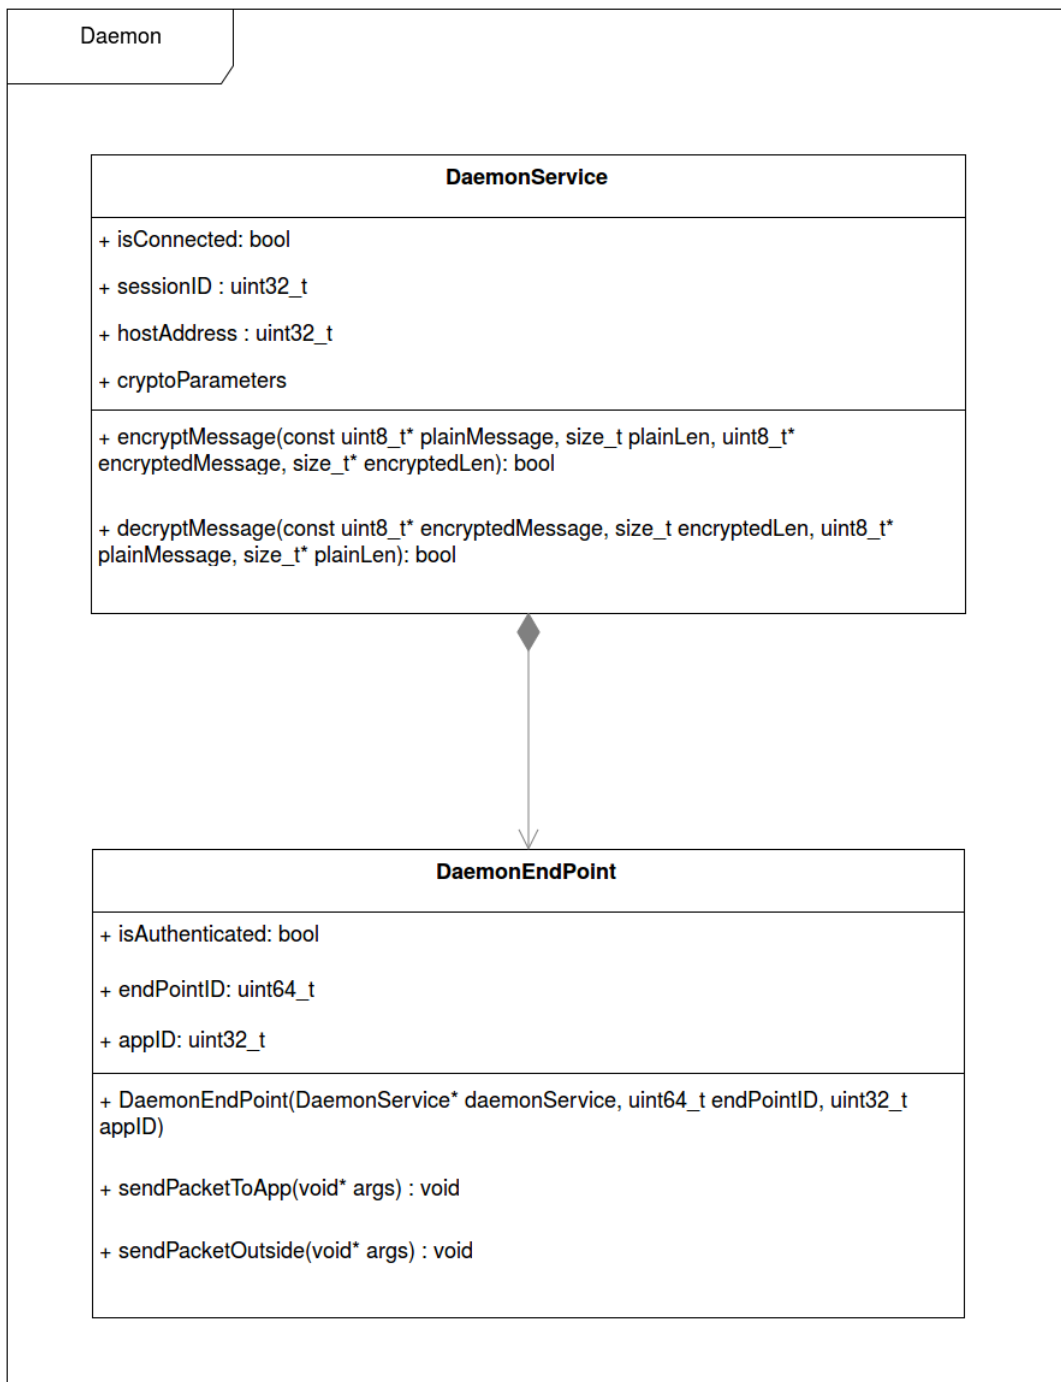 Daemon
DaemonService
+ isConnected: bool
+ sessionID : uint32_t
+ hostAddress : uint32_t
+ cryptoParameters
+ encryptMessage(const uint8_t* plainMessage, size_t plainLen, uint8_t*
encryptedMessage, size_t* encryptedLen): bool
+ decryptMessage(const uint8_t* encryptedMessage, size_t encryptedLen, uint8_t*
plainMessage, size_t* plainLen): bool
DaemonEndPoint
+ isAuthenticated: bool
+ endPointID: uint64_t
+ appID: uint32_t
+ DaemonEndPoint(DaemonService* daemonService, uint64_t endPointID, uint32_t
appID)
+ sendPacketToApp(void* args) : void
+ sendPacketOutside(void* args) : void